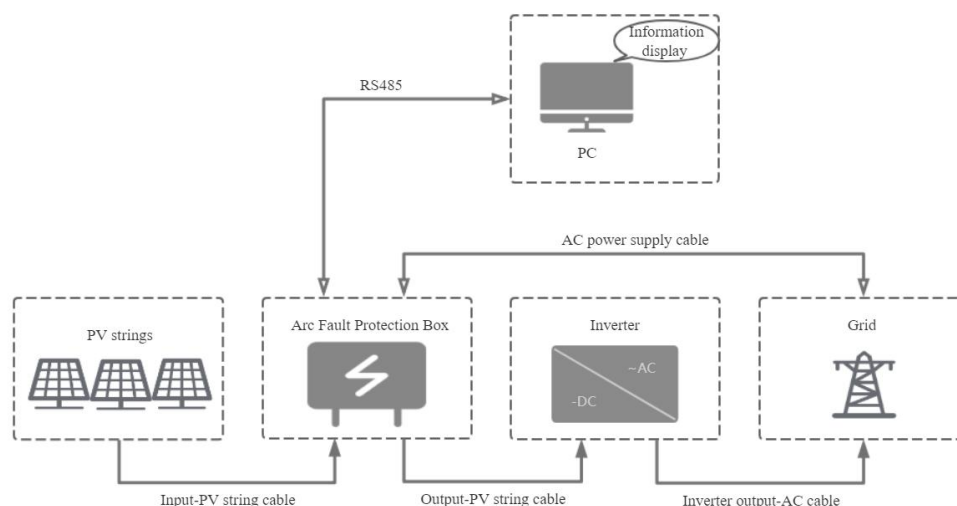 Information
display
RS485
PC
AC power supply cable
PV strings
Arc Fault Protection Box
Inverter
Grid
~AC
-DC
Input-PV string cable
Output-PV string cable
Inverter output-AC cable